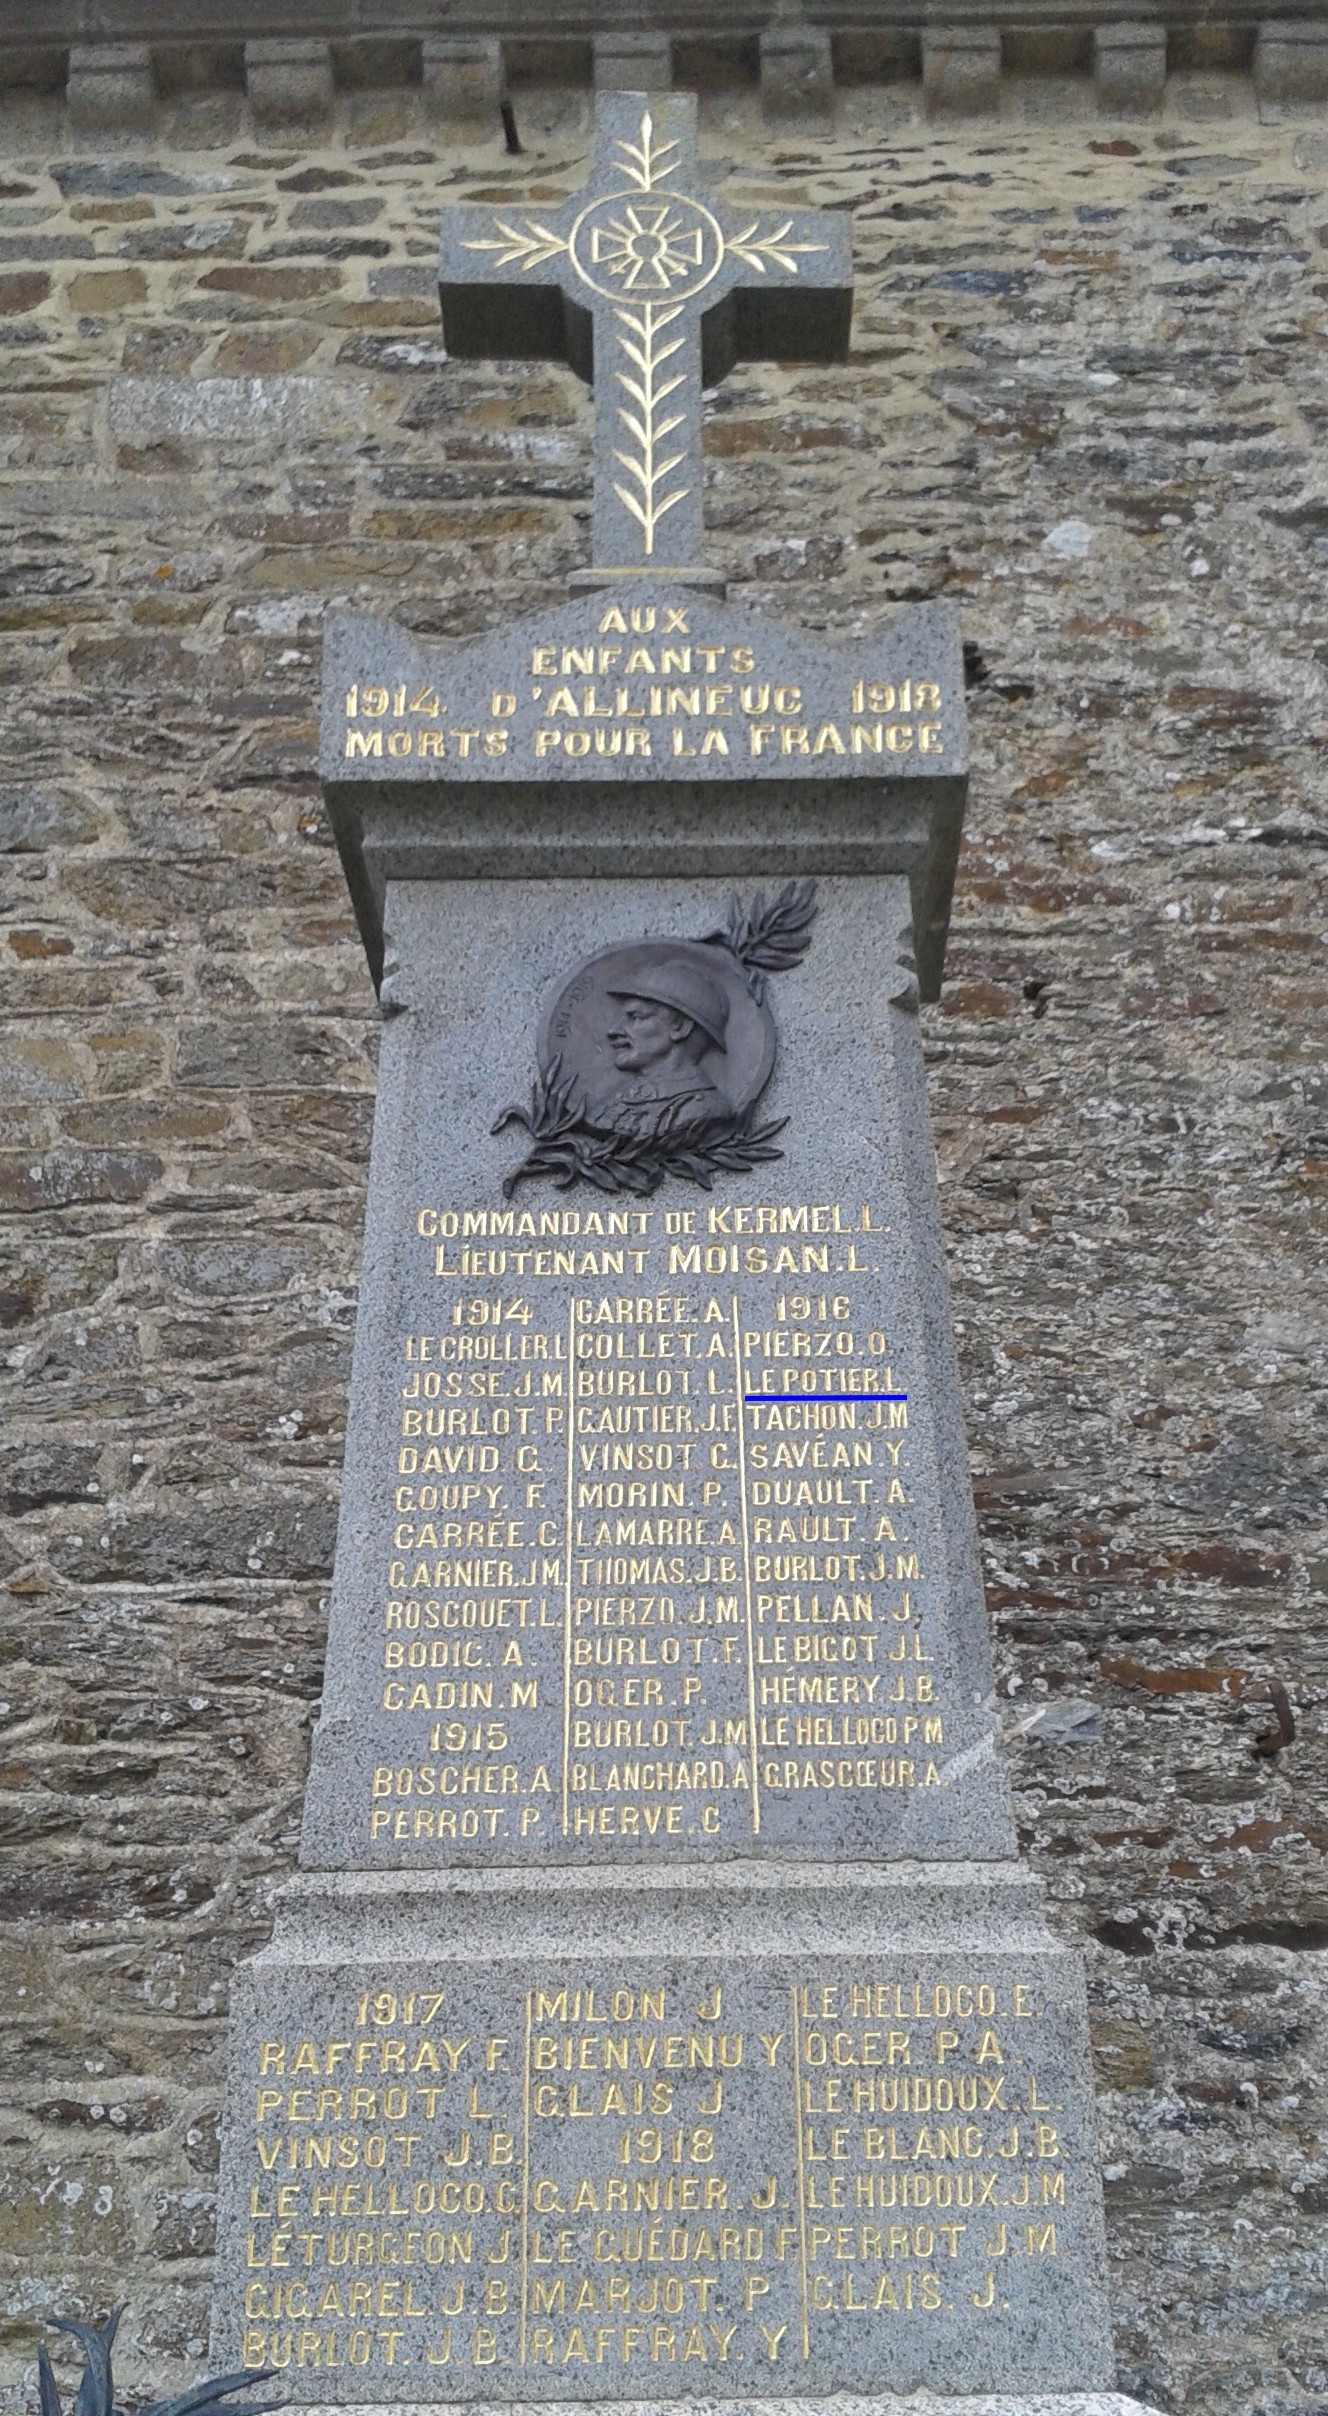 AUX
ENFANTS
1914 D'ALLINEUC 1918
MORTS POUR LA FRANCE
COMMANDANT DE KERMEL.L.
LIEUTENANT MOISAN.L.
1914
LE CROLLER.L
JOSSE.J.M
BURLOT.P.
DAVID G.
GOUPY. F.
CARRÉE.C.
GARNIER.J.M.
ROSCOUET.L.
BODIC. A.
CADIN.M
1915
BOSCHER.A
PERROT. P.
CARRÉE. A.
COLLET.A.
BURLOT. L.
GAUTIER.J.F.
VINSOT G.
MORIN. P.
LAMARRE.A.
THOMAS.J.B.
PIERZO.J.M.
BURLOT.F.
OGER.P.
BURLOT.J.M
BLANCHARD.A
HERVE.C
1916
PIERZO.O.
LE POTIER.L
TACHON.J.M
SAVÉAN.Y.
DUAULT.A.
RAULT.A.
BURLOT.J.M.
PELLAN.J.
LE BIGOT J.L.
HÉMERY.J.B.
LE HELLOCO P M
GRASCŒUR.A.
1917
RAFFRAY F.
PERROT L.
VINSOT J.B.
LE HELLOCO.C.
LÉTURGEON J.
GIGAREL.J.B.
BURLOT.J.B.
MILON J
BIENVENU Y
GLAIS J
1918
GARNIER.J.
LE GUÉDARD F.
MARJOT. P
RAFFRAY.Y
LE HELLOCO.E.
OGER. P A.
LE HUIDOUX.L.
LE BLANC.J.B.
LE HUIDOUX.J.M.
PERROT J.M.
GLAIS. J.